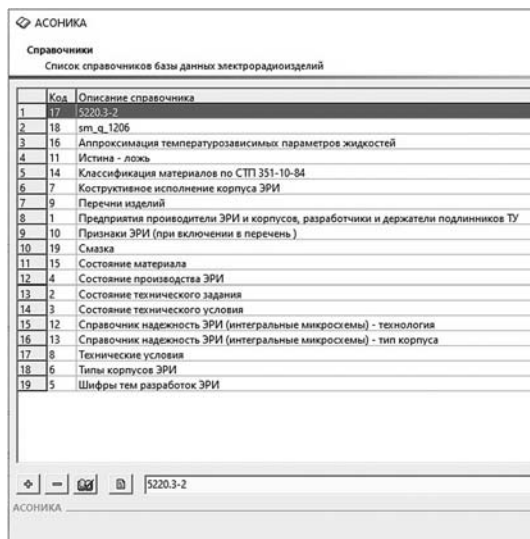 АСОНИКА
Справочники
Список справочников базы данных электрорадиоизделий
Код Описание справочника
1 17 5220.3-2
2 18 sm_q_1206
3 16 Аппроксимация температурозависимых параметров жидкостей
4 11 Истина - ложь
5 14 Классификация материалов по СТП 351-10-84
6 7 Коструктивное исполнение корпуса ЭРИ
7 9 Перечни изделий
8 1 Предприятия проиводители ЭРИ и корпусов, разработчики и держатели подлинников ТУ
9 10 Признаки ЭРИ (при включении в перечень )
10 19 Смазка
11 15 Состояние материала
12 4 Состояние производства ЭРИ
13 2 Состояние технического задания
14 3 Состояние технического условия
15 12 Справочник надежность ЭРИ (интегральные микросхемы) - технология
16 13 Справочник надежность ЭРИ (интегральные микросхемы) - тип корпуса
17 8 Технические условия
18 6 Типы корпусов ЭРИ
19 5 Шифры тем разработок ЭРИ
5220.3-2
АСОНИКА